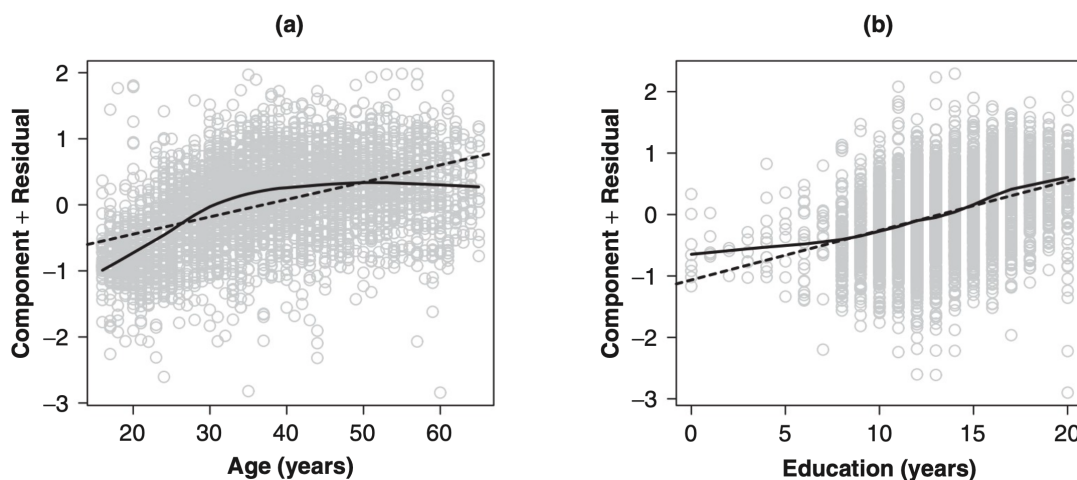 (a)
Component + Residual
2
1
0
−1
−2
−3
20 30 40 50 60
Age (years)
(b)
Component + Residual
2
1
0
−1
−2
−3
0 5 10 15 20
Education (years)